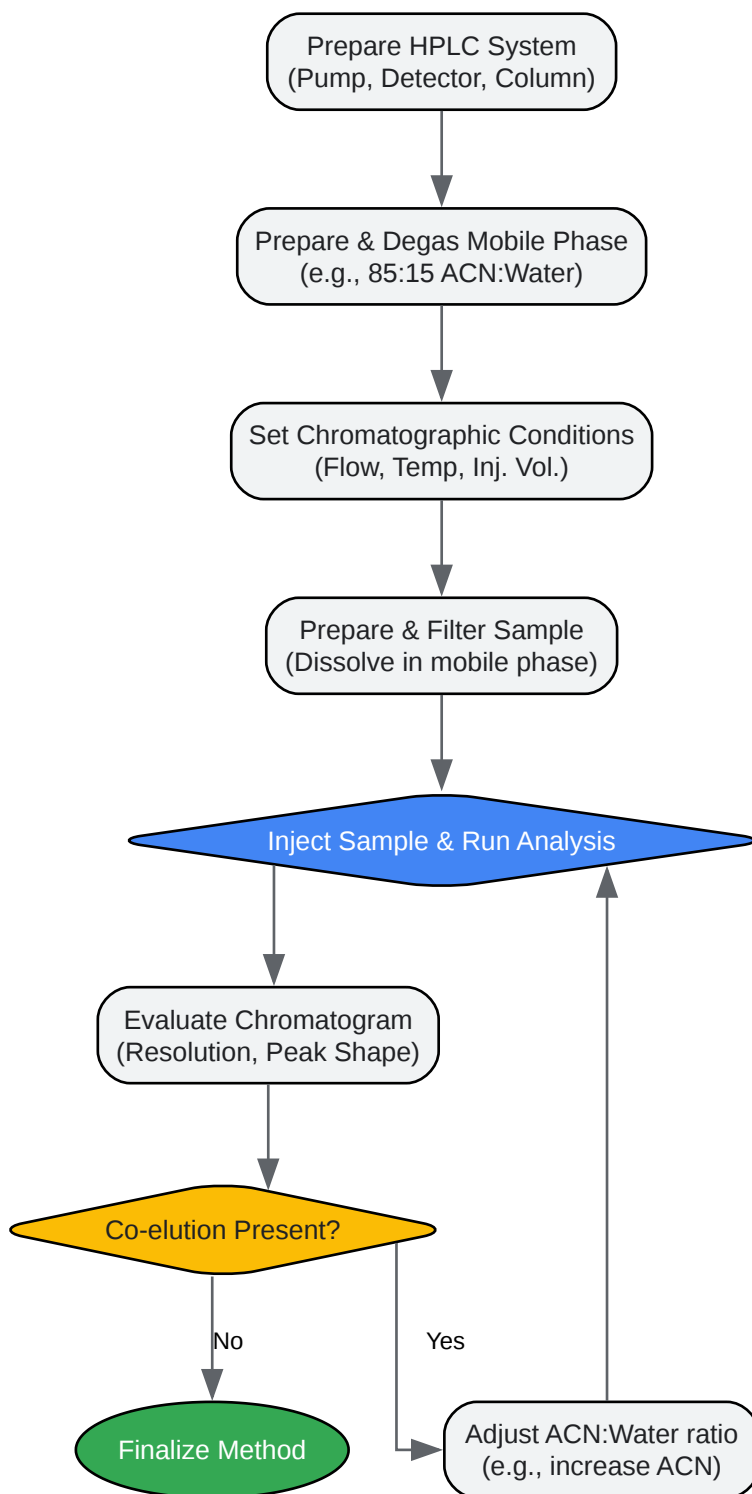 Prepare HPLC System
(Pump, Detector, Column)
Prepare & Degas Mobile Phase
(e.g., 85:15 ACN:Water)
Set Chromatographic Conditions
(Flow, Temp, Inj. Vol.)
Prepare & Filter Sample
(Dissolve in mobile phase)
Inject Sample & Run Analysis
Evaluate Chromatogram
(Resolution, Peak Shape)
Co-elution Present?
No
Yes
Finalize Method
Adjust ACN:Water ratio
(e.g., increase ACN)